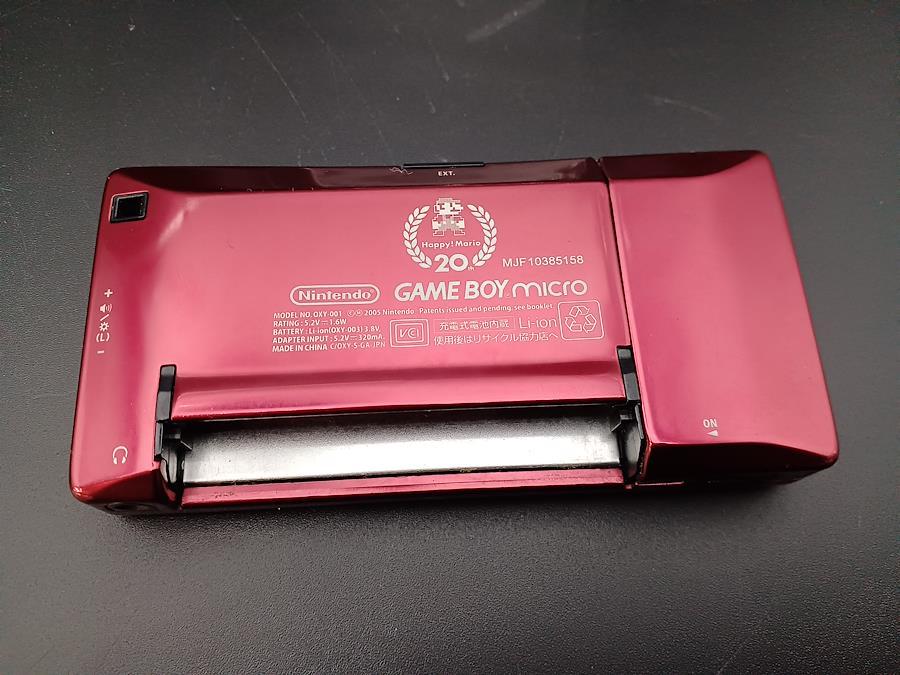 EXT.
Happy! Mario
20th
MJF10385158
Nintendo GAME BOY micro
MODEL NO. OXY-001 ©Ⓜ 2005 Nintendo Patents issued and pending, see booklet
RATING : 5.2V⎓1.6W
BATTERY : Li-ion(OXY-003) 3.8V.
ADAPTER INPUT : 5.2V⎓320mA.
MADE IN CHINA C/OXY-S-GA-JPN
VCI
充電式電池内蔵 Li-ion
使用後はリサイクル協力店へ
+
−
ON